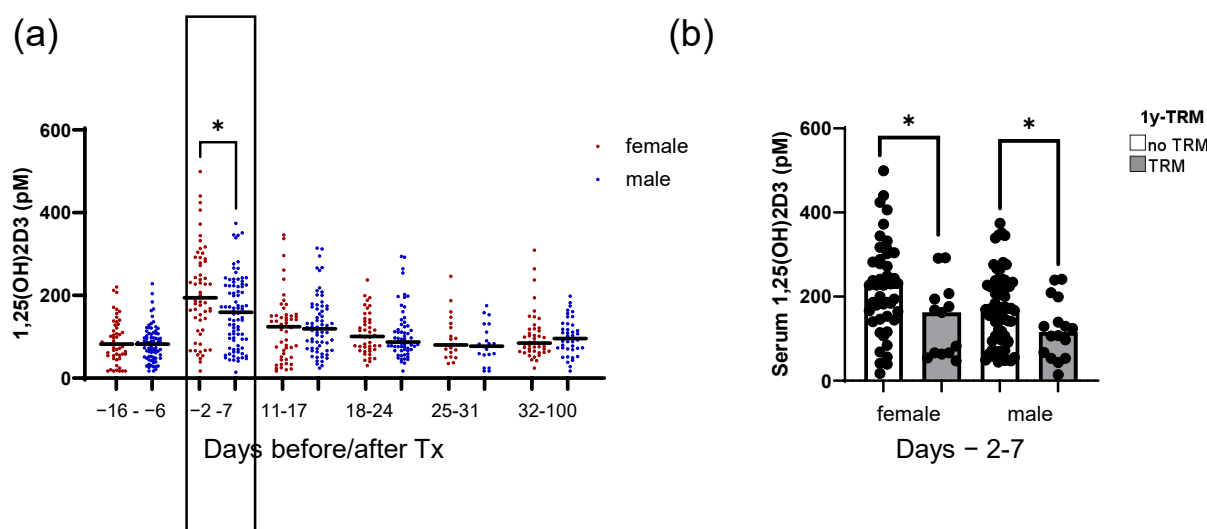 (a)
(b)
600
400
200
0
1,25(OH)2D3 (pM)
*
female
male
−16 - −6
−2 -7
11-17
18-24
25-31
32-100
Days before/after Tx
600
400
200
0
Serum 1,25(OH)2D3 (pM)
*
*
female
male
Days − 2-7
1y-TRM
no TRM
TRM